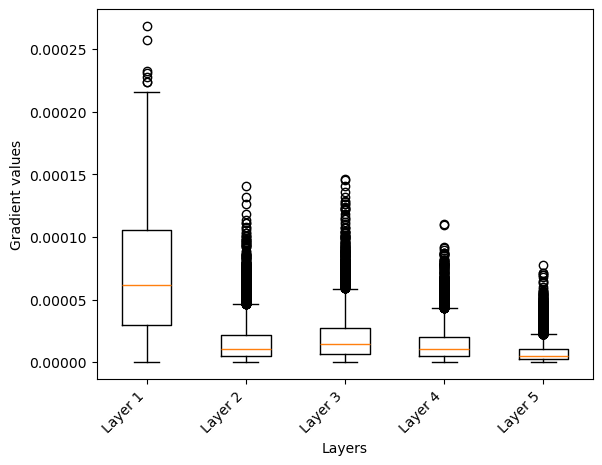 Gradient values
0.00025
0.00020
0.00015
0.00010
0.00005
0.00000
Layer 1
Layer 2
Layer 3
Layer 4
Layer 5
Layers